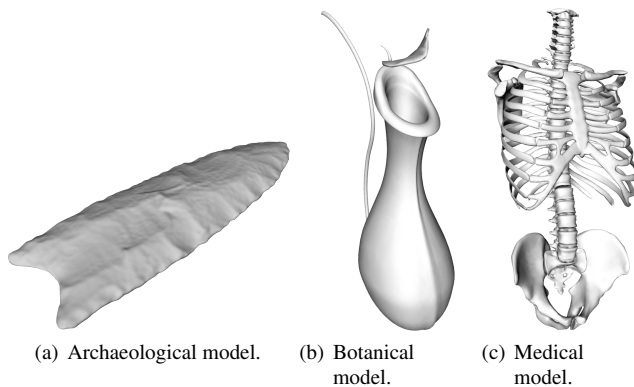 (a) Archaeological model.
(b) Botanical
model.
(c) Medical
model.